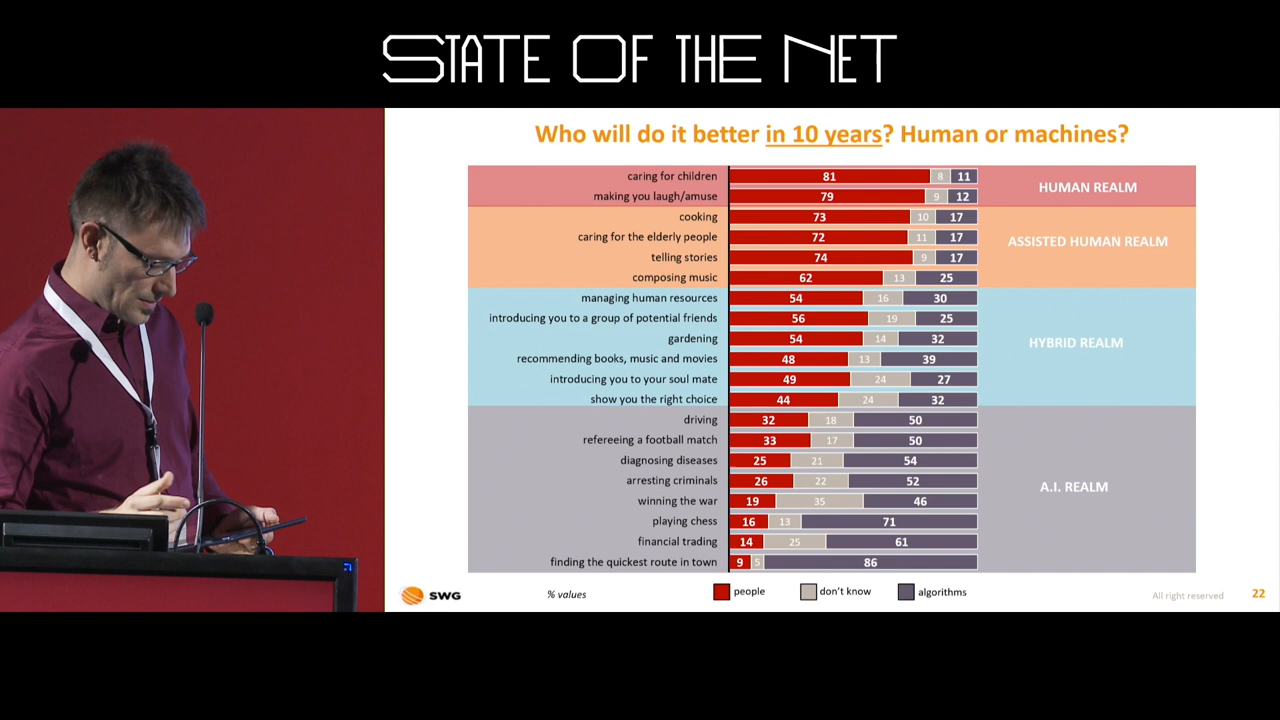 STATE OF THE NET
Who will do it better in 10 years? Human or machines?
caring for children 81 8 11
making you laugh/amuse 79 9 12
HUMAN REALM
cooking 73 10 17
caring for the elderly people 72 11 17
ASSISTED HUMAN REALM
telling stories 74 9 17
composing music 62 13 25
managing human resources 54 16 30
introducing you to a group of potential friends 56 19 25
gardening 54 14 32
HYBRID REALM
recommending books, music and movies 48 13 39
introducing you to your soul mate 49 24 27
show you the right choice 44 24 32
driving 32 18 50
refereeing a football match 33 17 50
diagnosing diseases 25 21 54
arresting criminals 26 22 52
A.I. REALM
winning the war 19 35 46
playing chess 16 13 71
financial trading 14 25 61
finding the quickest route in town 9 5 86
SWG % values people don't know algorithms All right reserved 22